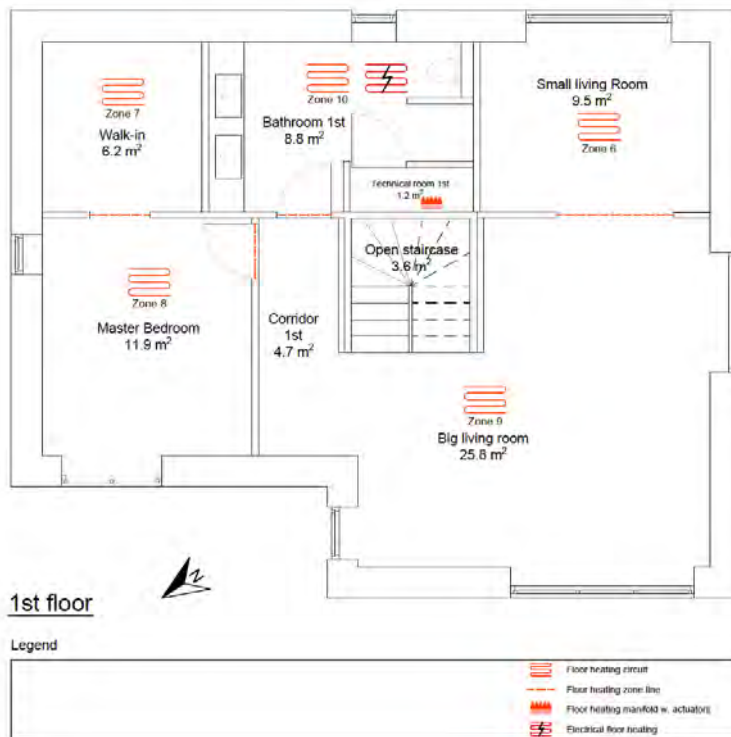 Zone 7
Walk-in
6.2 m²
Zone 10
Bathroom 1st
8.8 m²
Small living Room
9.5 m²
Zone 6
Technical room 1st
1.2 m²
Open staircase
3.6 m²
Zone 8
Master Bedroom
11.9 m²
Corridor
1st
4.7 m²
Zone 9
Big living room
25.8 m²
N
1st floor
Legend
Floor heating circuit
Floor heating zone line
Floor heating manifold w. actuators
Electrical floor heating